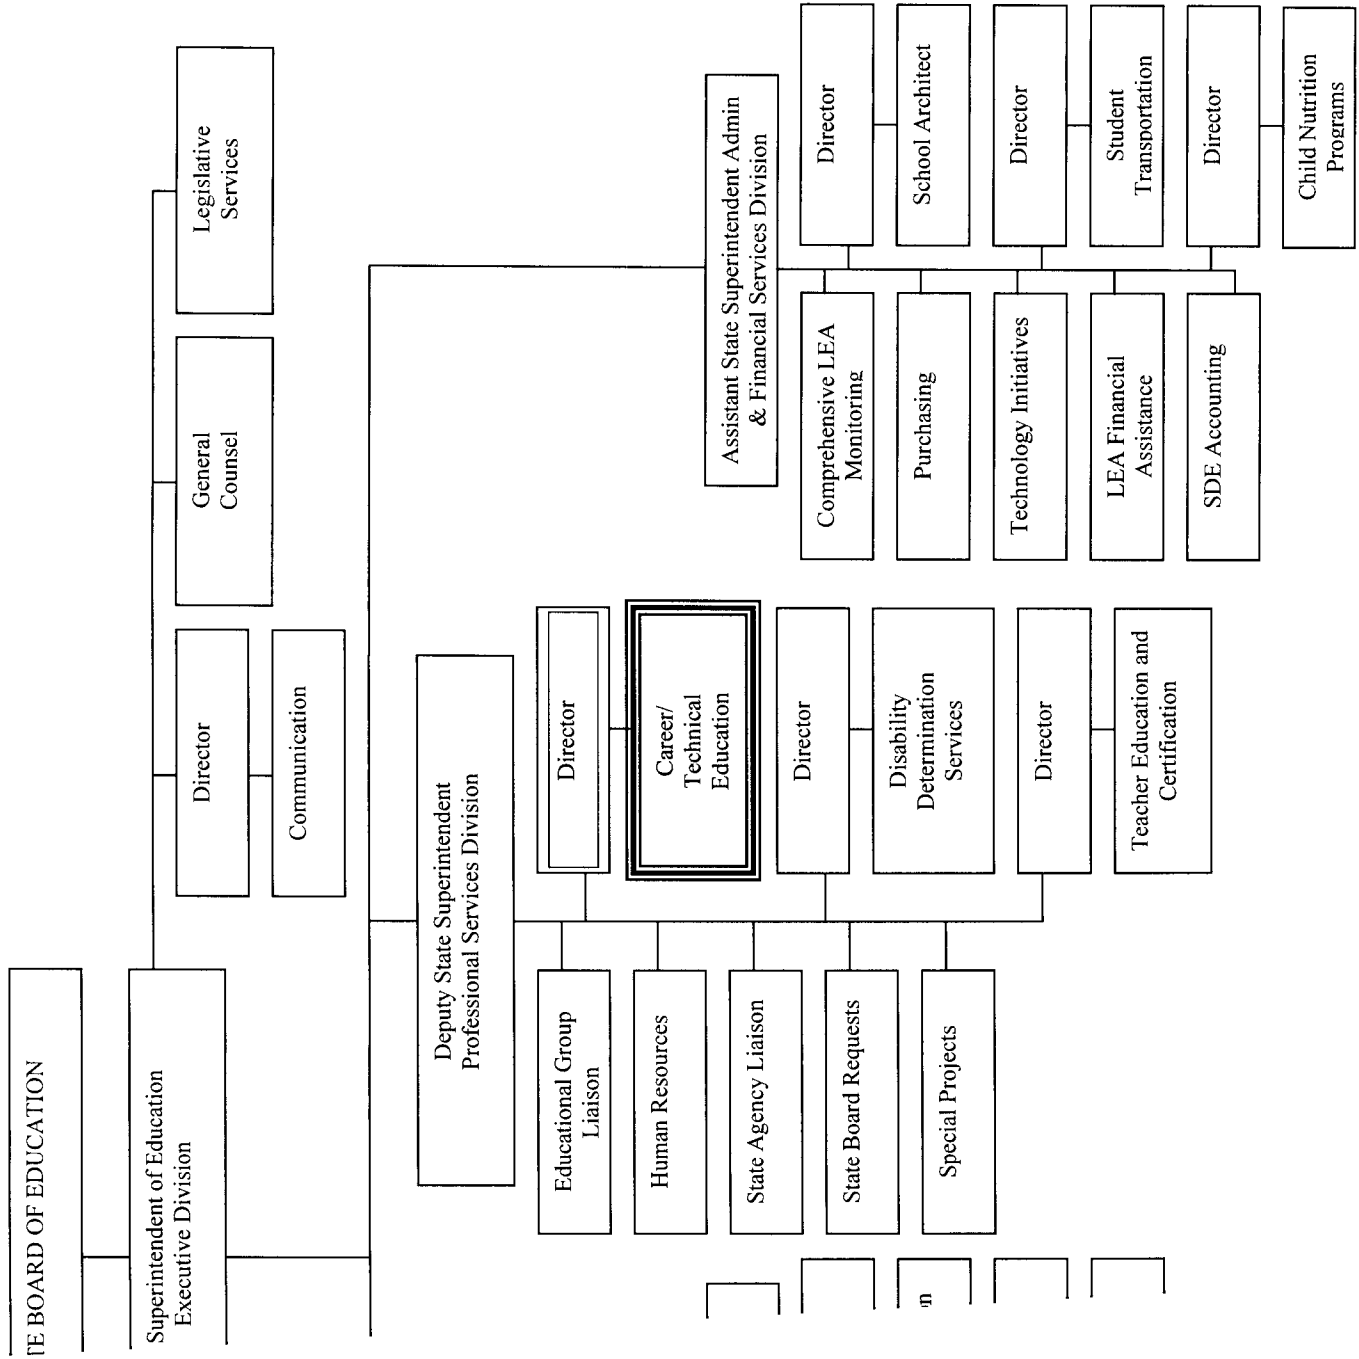 TE BOARD OF EDUCATION
Superintendent of Education
Executive Division
Director
Communication
General
Counsel
Legislative
Services
Deputy State Superintendent
Professional Services Division
Educational Group
Liaison
Human Resources
State Agency Liaison
State Board Requests
Special Projects
Director
Career/
Technical
Education
Director
Disability
Determination
Services
Director
Teacher Education and
Certification
Assistant State Superintendent Admin
& Financial Services Division
Comprehensive LEA
Monitoring
Purchasing
Technology Initiatives
LEA Financial
Assistance
SDE Accounting
Director
School Architect
Director
Student
Transportation
Director
Child Nutrition
Programs